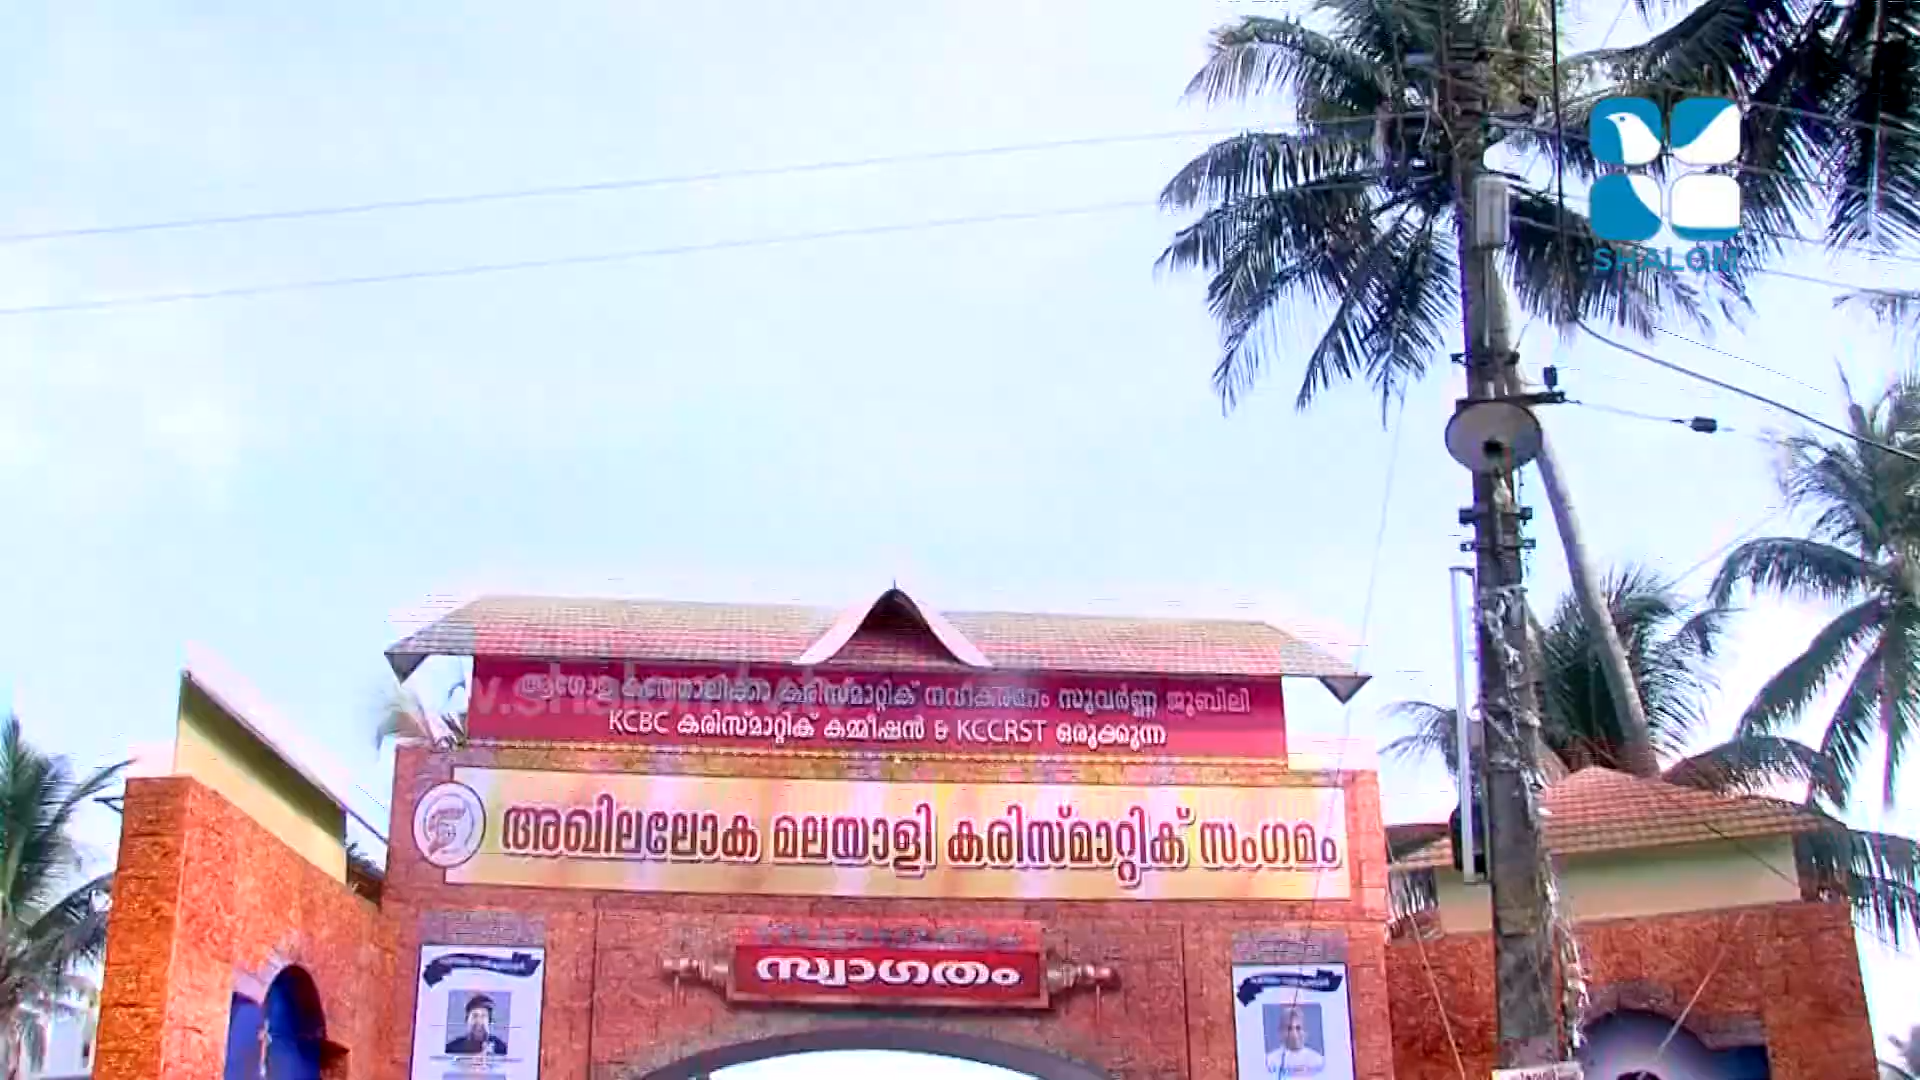 SHALOM
ആഗോള കത്തോലിക്കാ കരിസ്മാറ്റിക് നവീകരണം സുവർണ്ണ ജൂബിലി
KCBC കരിസ്മാറ്റിക് കമ്മീഷൻ & KCCRST ഒരുക്കുന്ന
അഖിലലോക മലയാളി കരിസ്മാറ്റിക് സംഗമം
സ്വാഗതം